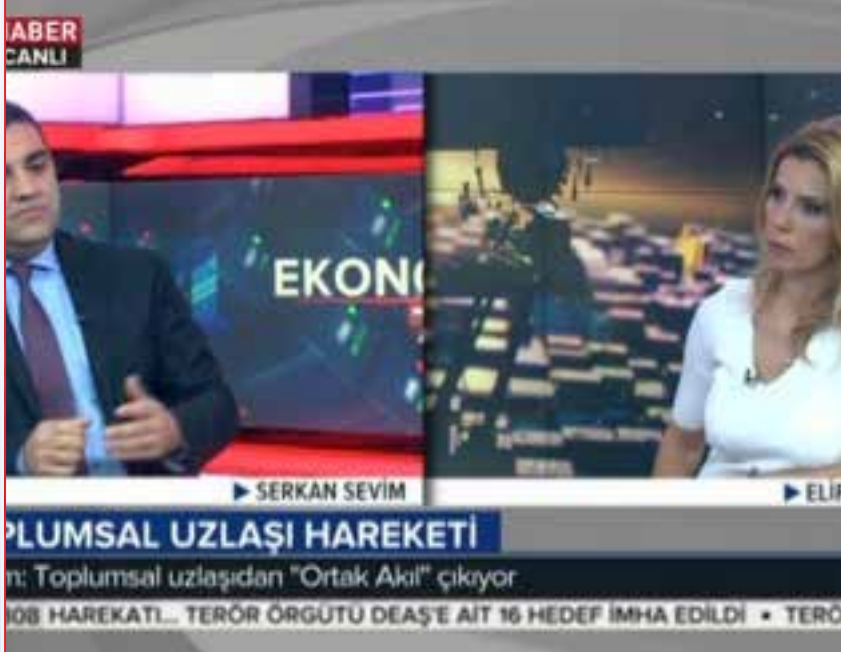 HABER
CANLI
EKONO
SERKAN SEVİM
ELİF
PLUMSAL UZLAŞI HAREKETİ
m: Toplumsal uzlaşıdan "Ortak Akıl" çıkıyor
HAREKATI... TERÖR ÖRGÜTÜ DEAŞ'E AİT 16 HEDEF İMHA EDİLDİ • TERÖ